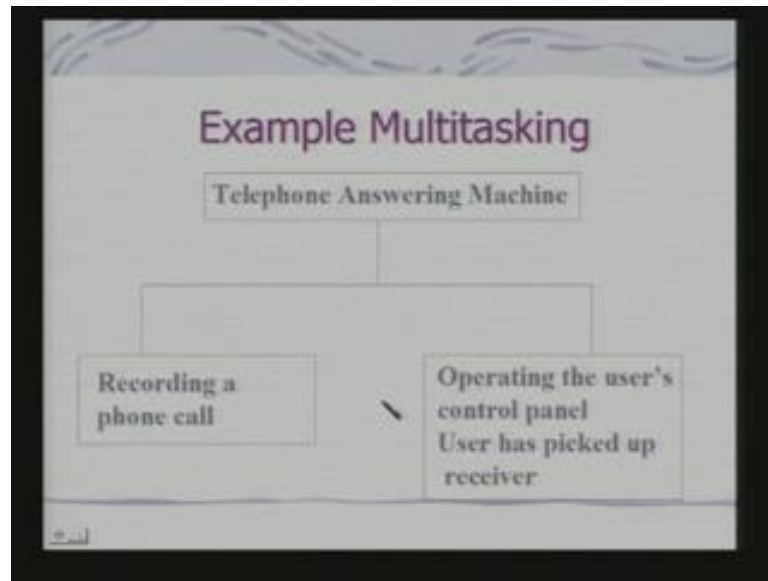 Example Multitasking
Telephone Answering Machine
Recording a
phone call
Operating the user's
control panel
User has picked up
receiver